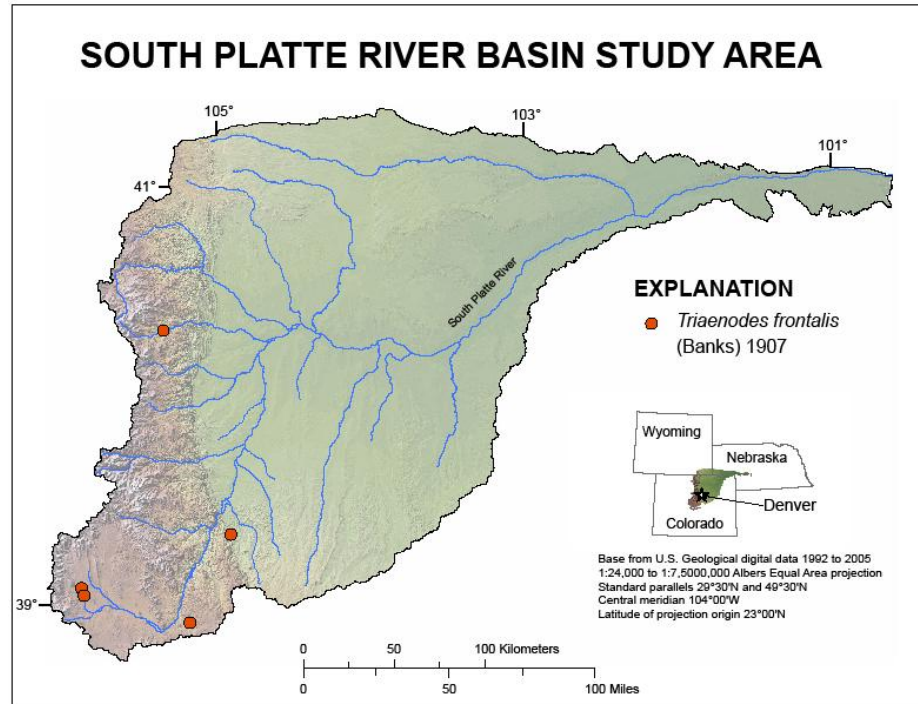 SOUTH PLATTE RIVER BASIN STUDY AREA
105°
103°
101°
41°
South Platte River
EXPLANATION
Triaenodes frontalis
(Banks) 1907
Wyoming
Nebraska
Denver
Colorado
Base from U.S. Geological digital data 1992 to 2005
1:24,000 to 1:7,5000,000 Albers Equal Area projection
Standard parallels 29°30'N and 49°30'N
Central meridian 104°00'W
Latitude of projection origin 23°00'N
39°
0 50 100 Kilometers
0 50 100 Miles